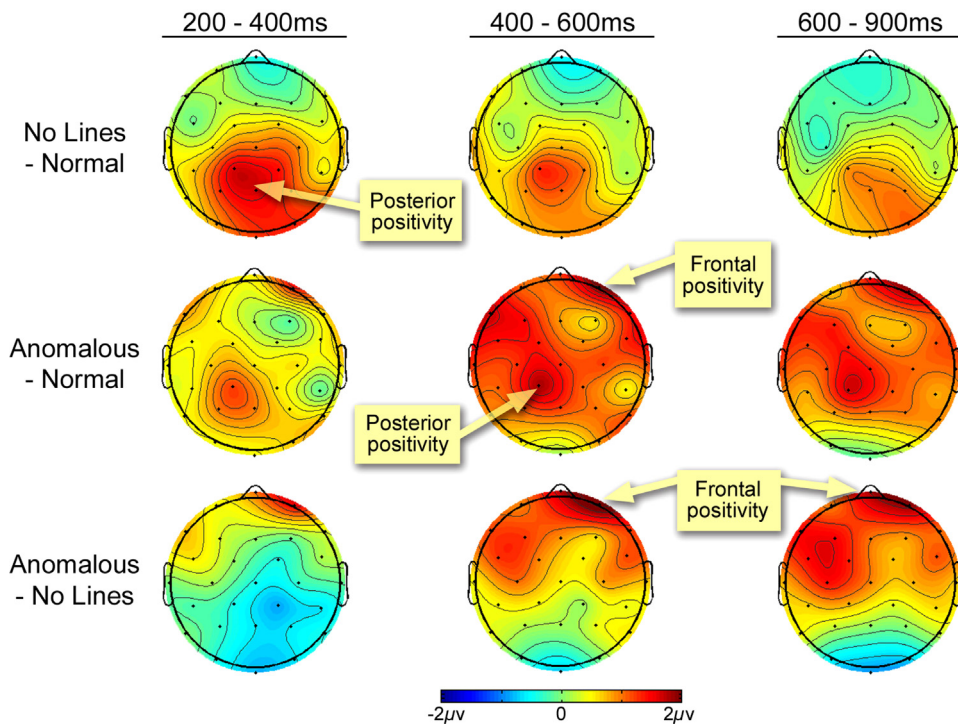 200 - 400ms
400 - 600ms
600 - 900ms
No Lines
- Normal
Posterior
positivity
Frontal
positivity
Anomalous
- Normal
Posterior
positivity
Frontal
positivity
Anomalous
- No Lines
-2µv
0
2µv